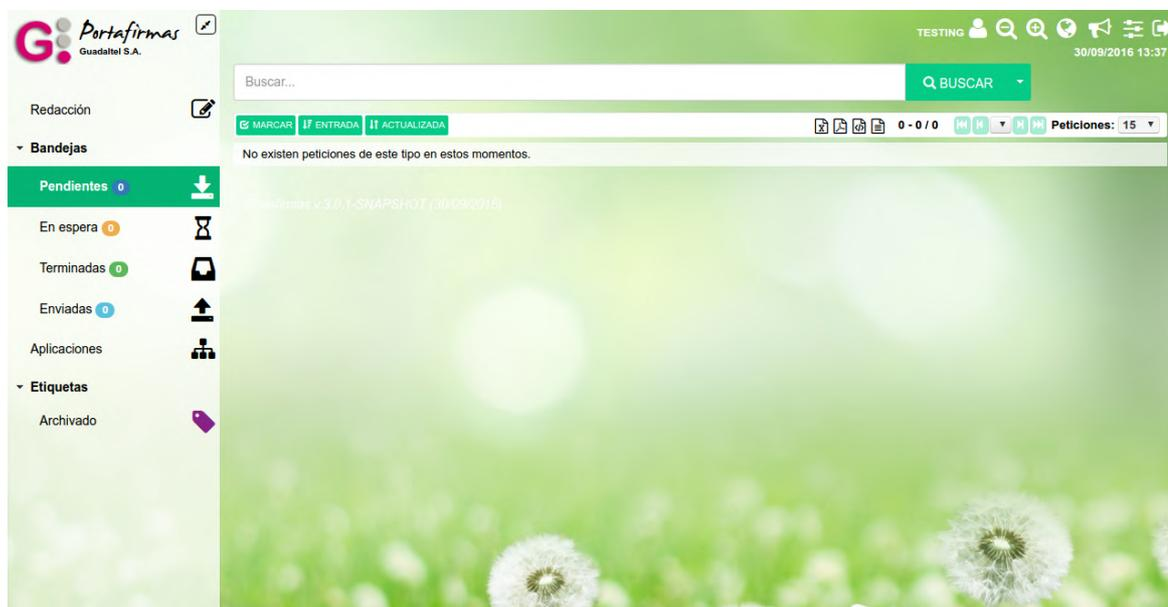 G
Portafirmas
Guadaltel S.A.
TESTING
30/09/2016 13:37
Buscar...
BUSCAR
Redacción
Bandejas
Pendientes 0
En espera 0
Terminadas 0
Enviadas 0
Aplicaciones
Etiquetas
Archivado
MARCAR
ENTRADA
ACTUALIZADA
0 - 0 / 0
Peticiones: 15
No existen peticiones de este tipo en estos momentos.
v.3.0.1-SNAPSHOT (30/09/2016)